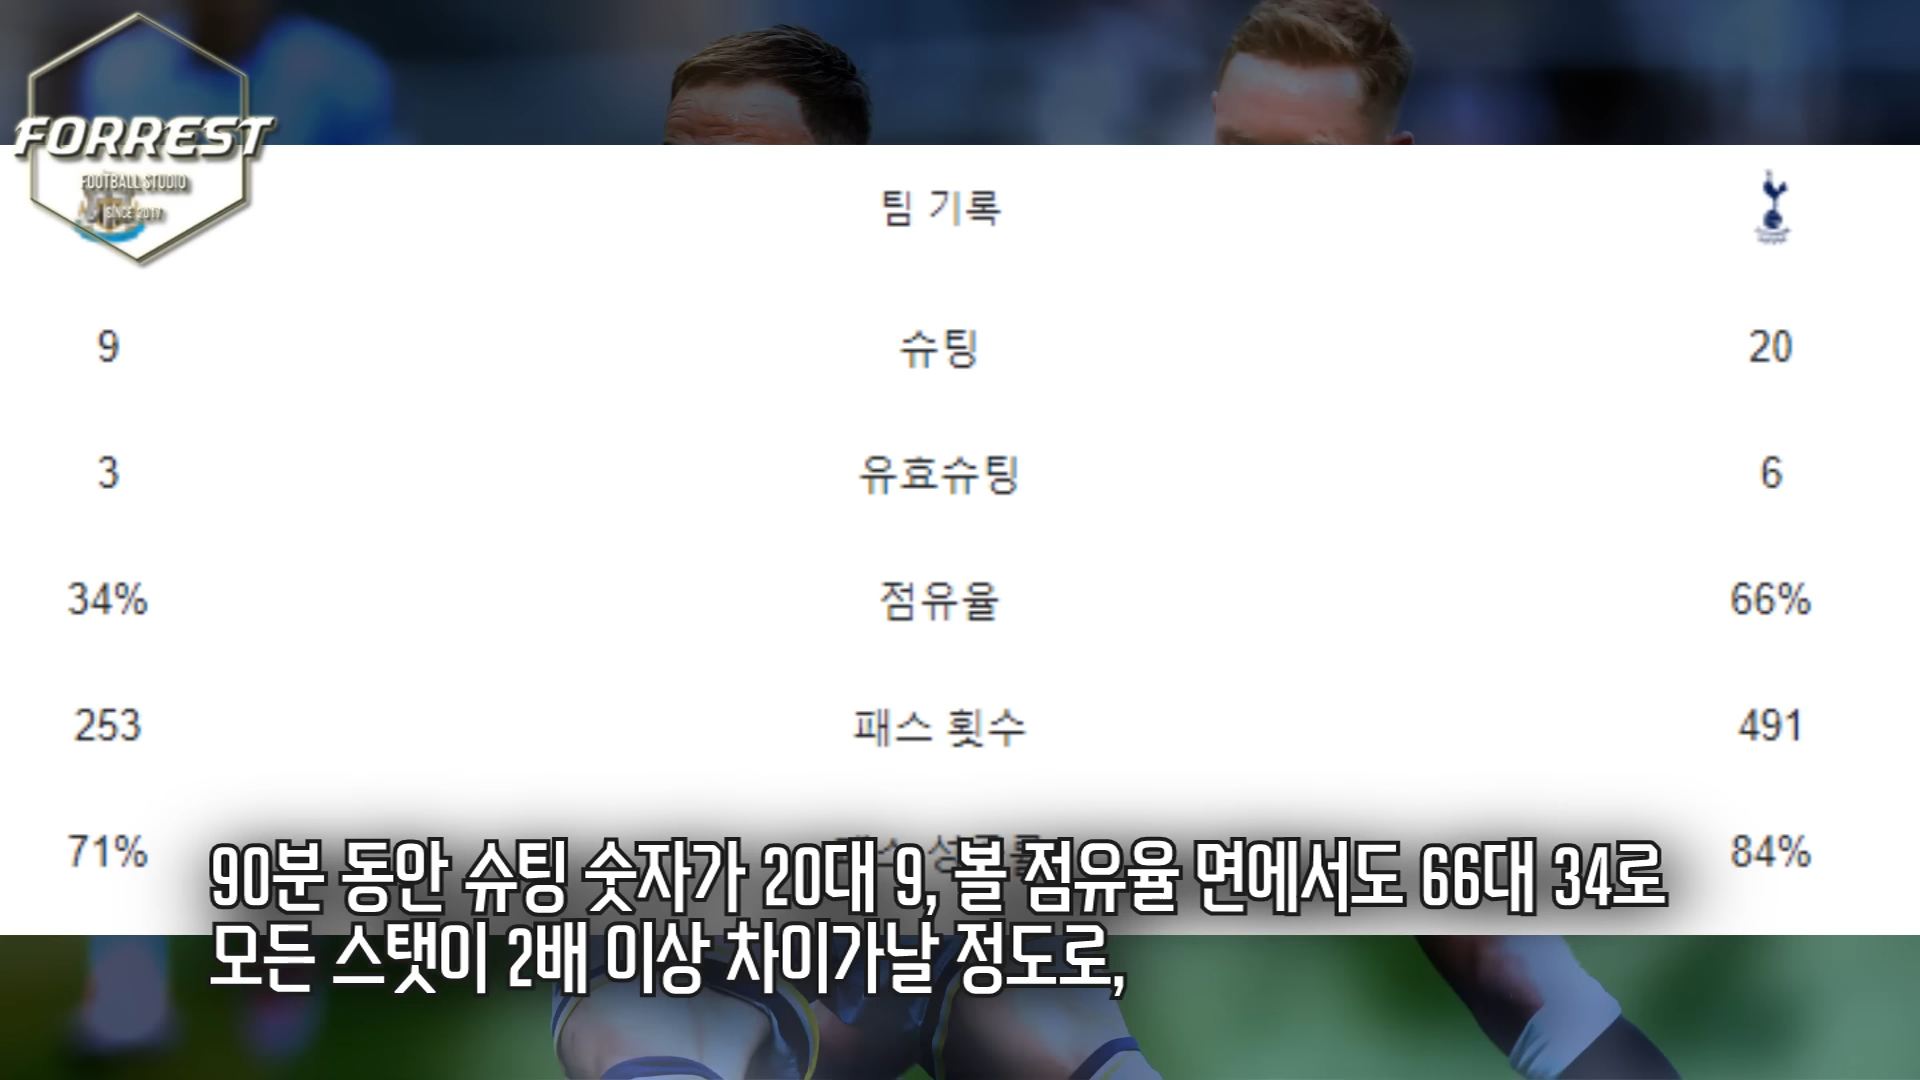 FORREST
FOOTBALL STUDIO
SINCE 2017
팀 기록
9 슈팅 20
3 유효슈팅 6
34% 점유율 66%
253 패스 횟수 491
71% 84%
90분 동안 슈팅 숫자가 20대 9, 볼 점유율 면에서도 66대 34로
모든 스탯이 2배 이상 차이가날 정도로,